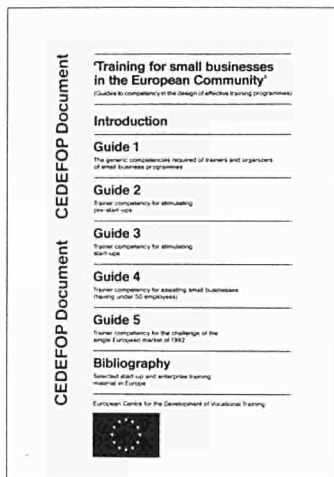 CEDEFOP Document
CEDEFOP Document
'Training for small businesses
in the European Community'
(Guides to competency in the design of effective training programmes)
Introduction
Guide 1
The generic competencies required of trainers and organizers
of small business programmes
Guide 2
Trainer competency for stimulating
pre-start-ups
Guide 3
Trainer competency for stimulating
start-ups
Guide 4
Trainer competency for assisting small businesses
(having under 50 employees)
Guide 5
Trainer competency for the challenge of the
single European market of 1992
Bibliography
Selected start-up and enterprise training
material in Europe
European Centre for the Development of Vocational Training